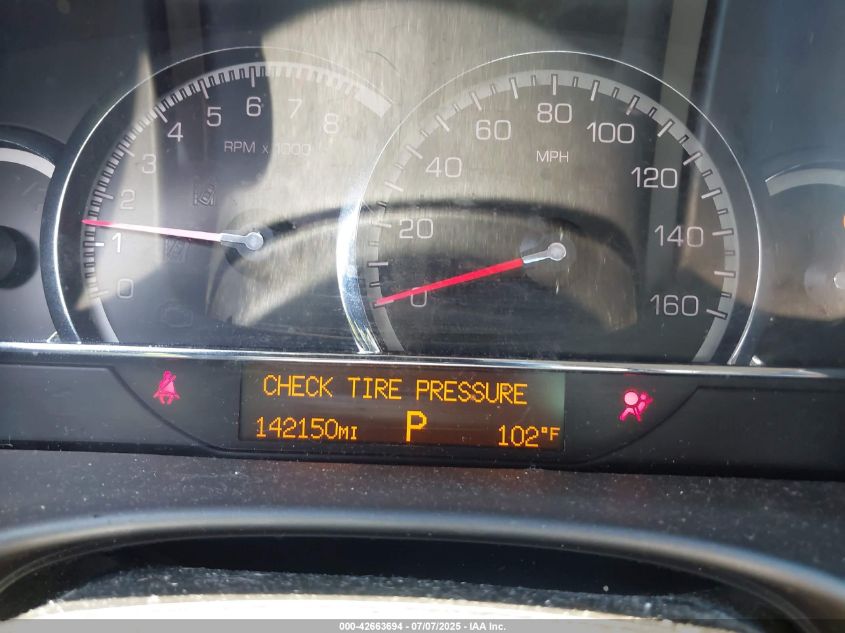 0 1 2 3 4 5 6 7 8
RPM x 1000
0 20 40 60 80 100 120 140 160
MPH
CHECK TIRE PRESSURE
142150MI P 102°F
000-42663694 - 07/07/2025 - IAA Inc.